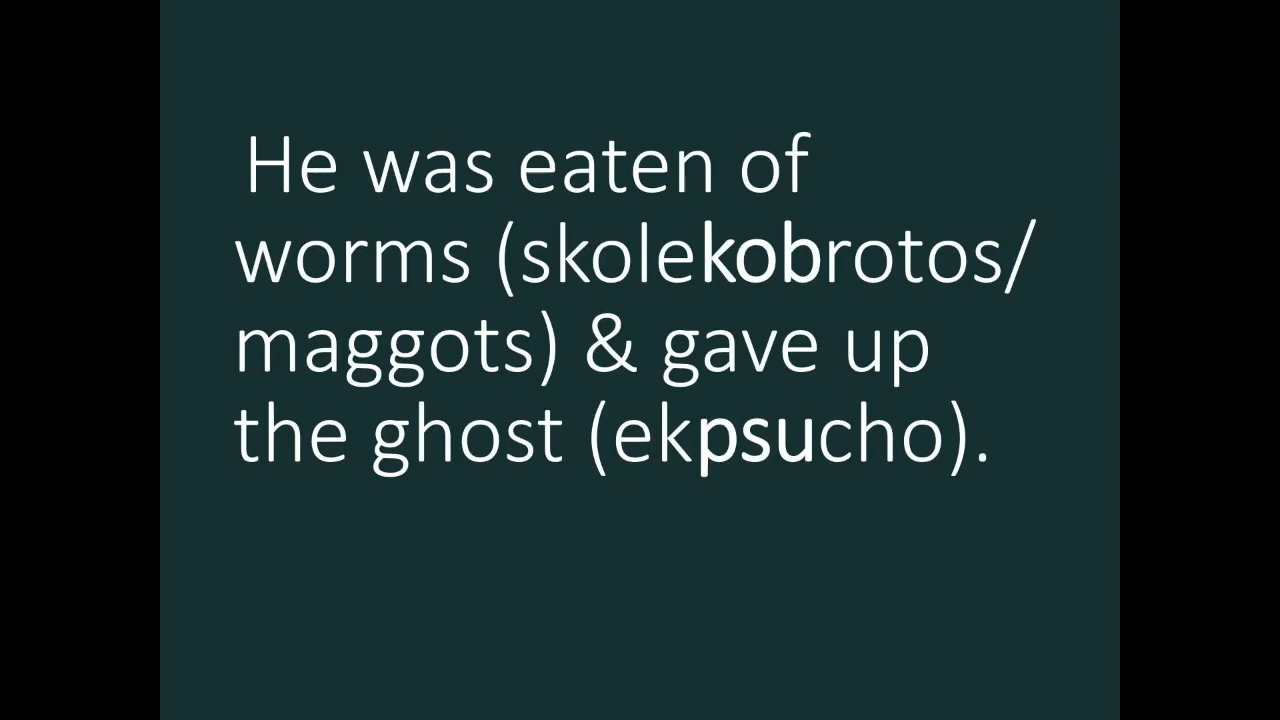 He was eaten of
worms (skolekobrotos/
maggots) & gave up
the ghost (ekpsucho).